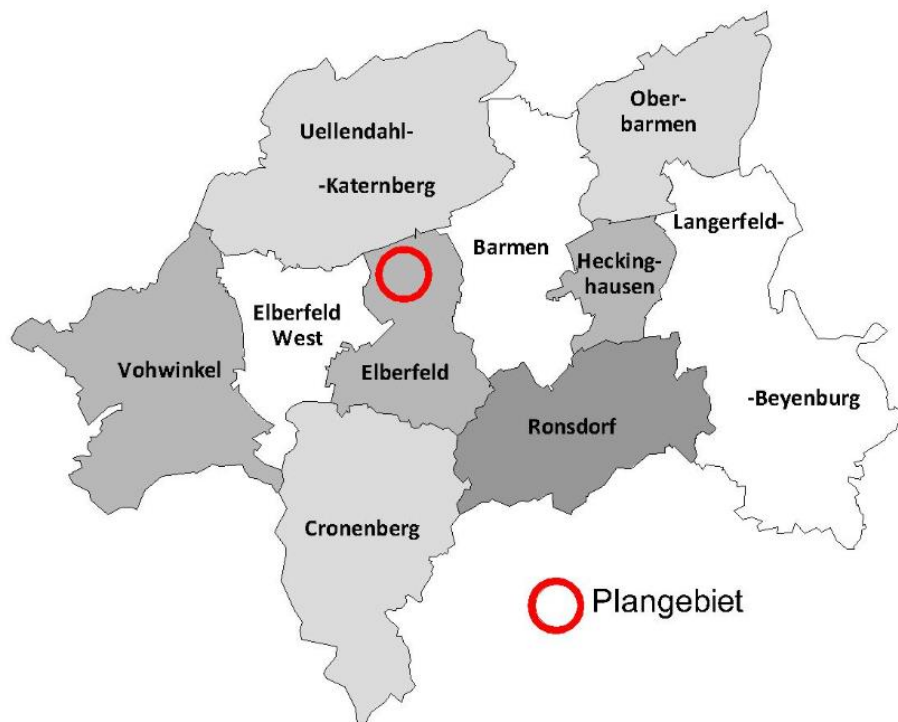 Ober-
barmen
Uellendahl-
-Katernberg
Langerfeld-
Barmen
Hecking-
hausen
Elberfeld
West
Vohwinkel
Elberfeld
-Beyenburg
Ronsdorf
Cronenberg
Plangebiet